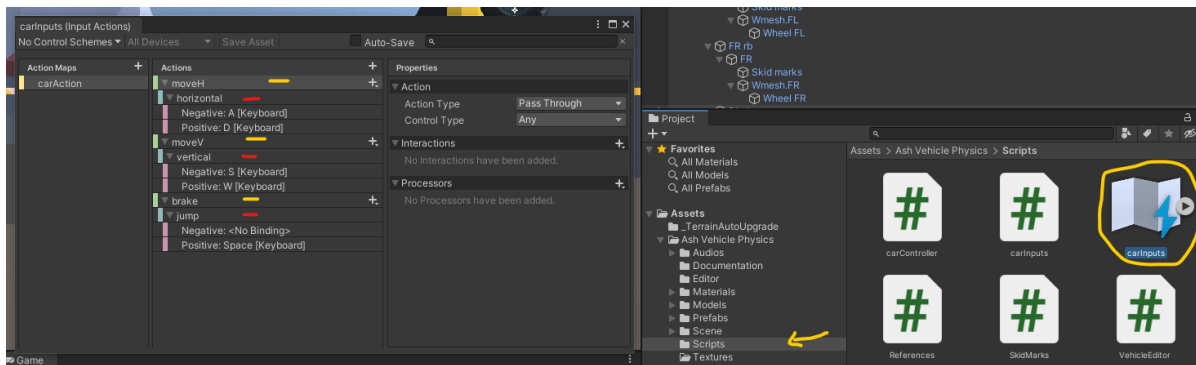 carInputs (Input Actions)
No Control Schemes All Devices Save Asset Auto-Save
Action Maps
carAction
Actions
moveH
horizontal
Negative: A [Keyboard]
Positive: D [Keyboard]
moveV
vertical
Negative: S [Keyboard]
Positive: W [Keyboard]
brake
jump
Negative: <No Binding>
Positive: Space [Keyboard]
Properties
Action
Action Type Pass Through
Control Type Any
Interactions
No Interactions have been added.
Processors
No Processors have been added.
Game
Skid marks
Wmesh.FL
Wheel FL
FR rb
FR
Skid marks
Wmesh.FR
Wheel FR
Project
Favorites
All Materials
All Models
All Prefabs
Assets
_TerrainAutoUpgrade
Ash Vehicle Physics
Audios
Documentation
Editor
Materials
Models
Prefabs
Scene
Scripts
Textures
Assets > Ash Vehicle Physics > Scripts
carController
carInputs
carInputs
References
SkidMarks
VehicleEditor